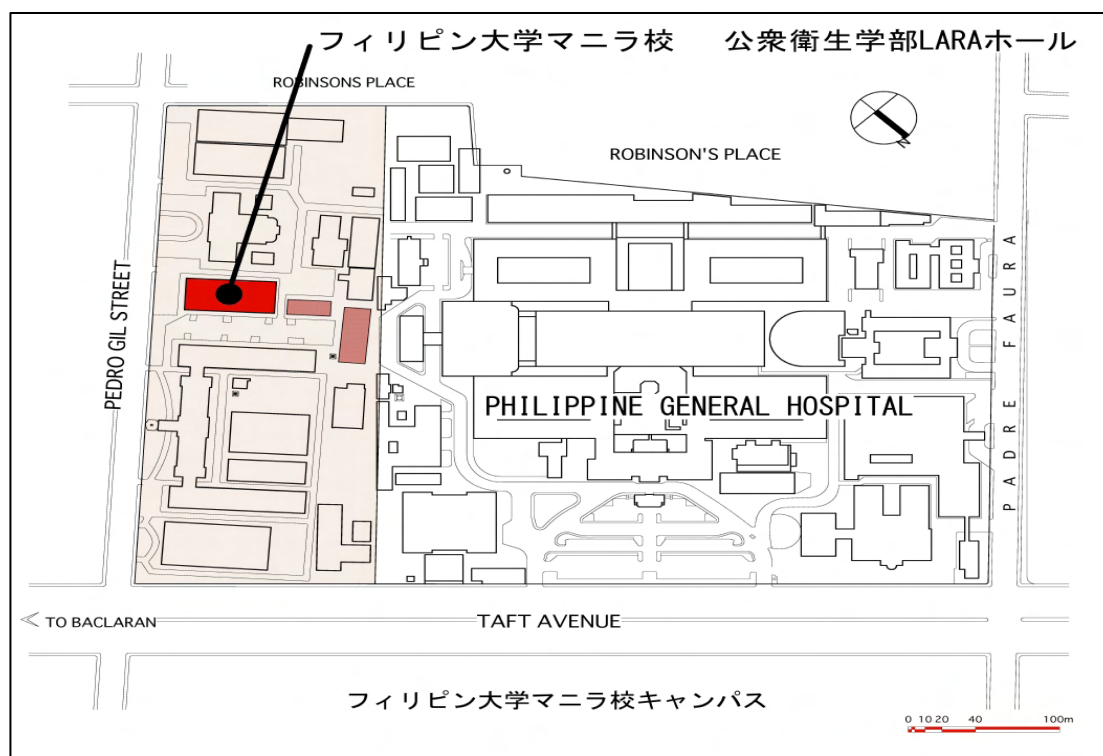 フィリピン大学マニラ校 公衆衛生学部LARAホール
ROBINSONS PLACE
ROBINSON'S PLACE
N
PEDRO GIL STREET
PADRE FAURA
PHILIPPINE GENERAL HOSPITAL
TO BACLARAN
TAFT AVENUE
フィリピン大学マニラ校キャンパス
0 10 20 40 100m